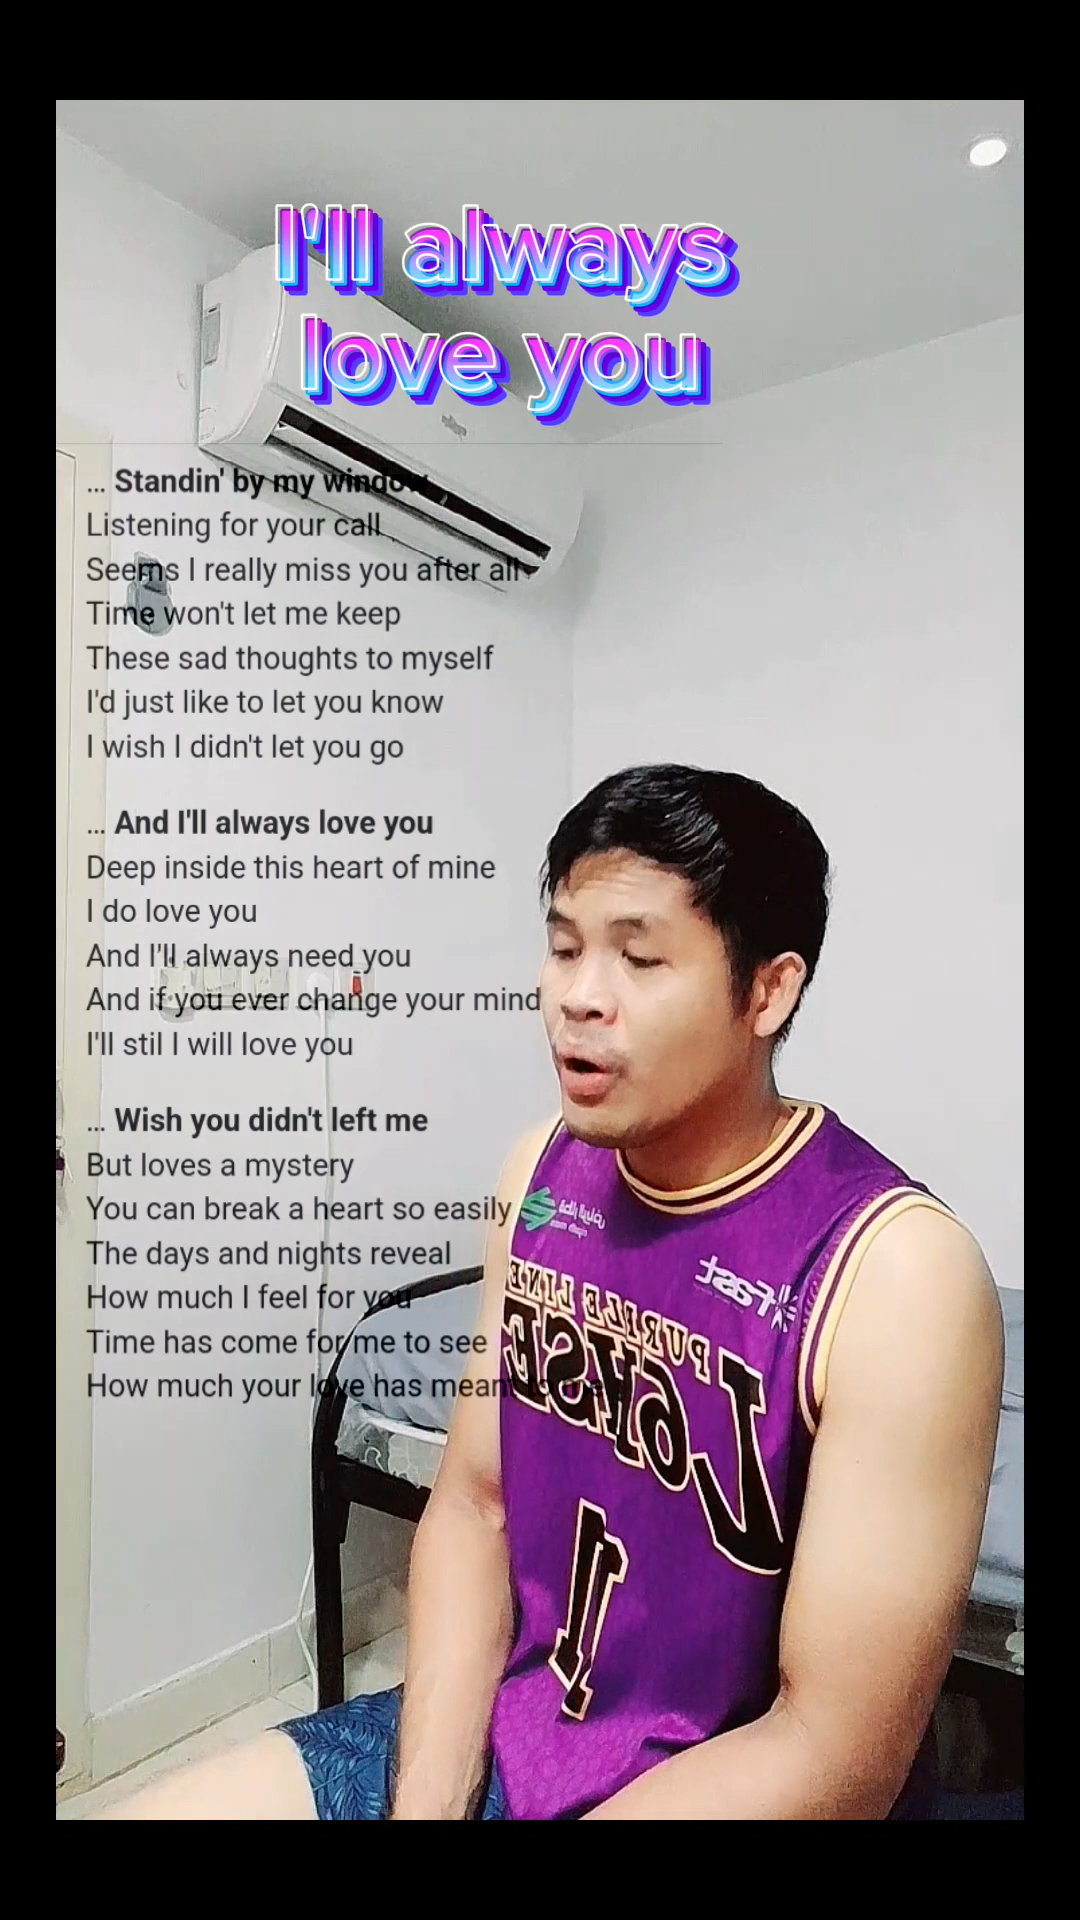 I'll always
love you
... Standin' by my window
Listening for your call
Seems I really miss you after all
Time won't let me keep
These sad thoughts to myself
I'd just like to let you know
I wish I didn't let you go
... And I'll always love you
Deep inside this heart of mine
I do love you
And I'll always need you
And if you ever change your mind
I'll stil I will love you
... Wish you didn't left me
But loves a mystery
You can break a heart so easily
The days and nights reveal
How much I feel for you
Time has come for me to see
How much your love has meant to me
fast
PURPLE LINE
11